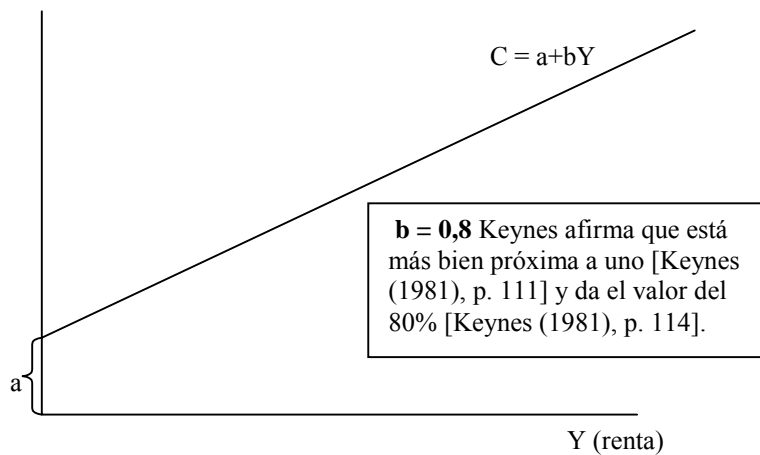 C = a+bY
b = 0,8 Keynes afirma que está
más bien próxima a uno [Keynes
(1981), p. 111] y da el valor del
80% [Keynes (1981), p. 114].
a
Y (renta)